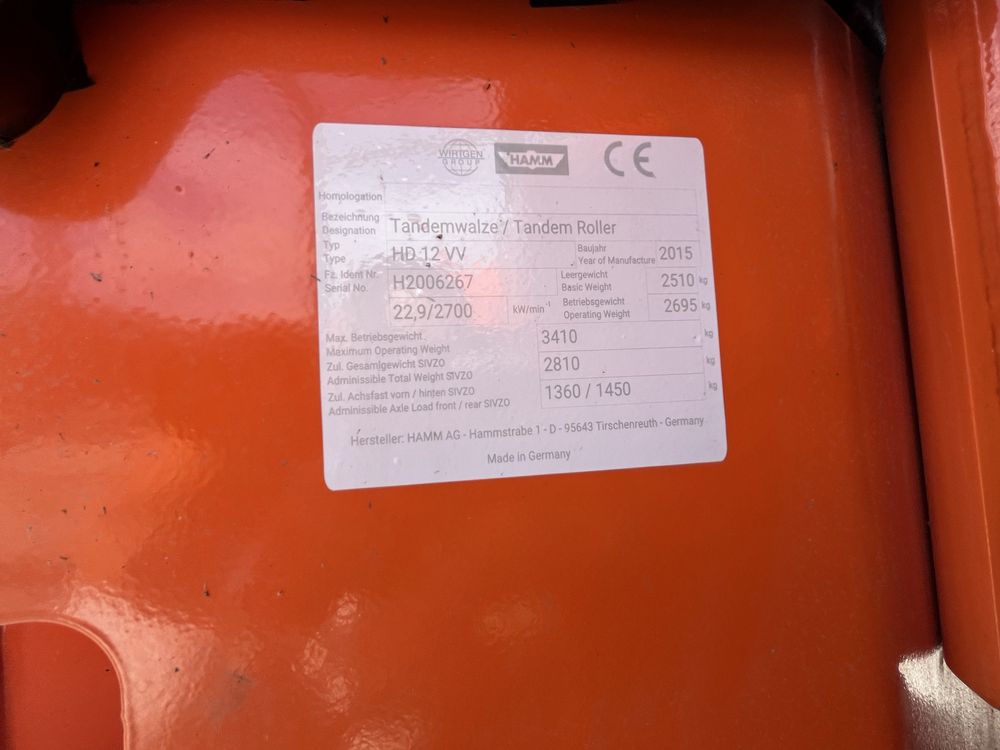 WIRTGEN GROUP HAMM CE
Homologation
Bezeichnung
Designation Tandemwalze / Tandem Roller
Typ
Type HD 12 VV Baujahr
Year of Manufacture 2015
Fz. Ident Nr.
Serial No. H2006267 Leergewicht
Basic Weight 2510 kg
22,9/2700 kW/min⁻¹ Betriebsgewicht
Operating Weight 2695 kg
Max. Betriebsgewicht
Maximum Operating Weight 3410 kg
Zul. Gesamtgewicht SIVZO
Adminissible Total Weight SIVZO 2810 kg
Zul. Achsfast vorn / hinten SIVZO
Adminissible Axle Load front / rear SIVZO 1360 / 1450 kg
Hersteller: HAMM AG - Hammstrabe 1 - D - 95643 Tirschenreuth - Germany
Made in Germany